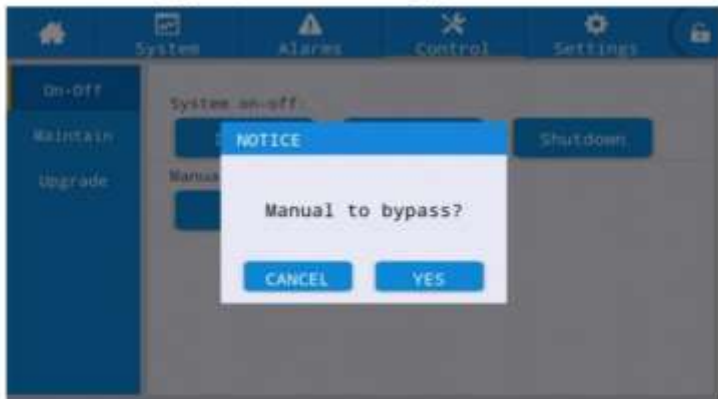 System Alarms Control Settings
On-Off
System on-off:
Maintain
Shutdown
NOTICE
Upgrade
Manual to bypass?
CANCEL YES